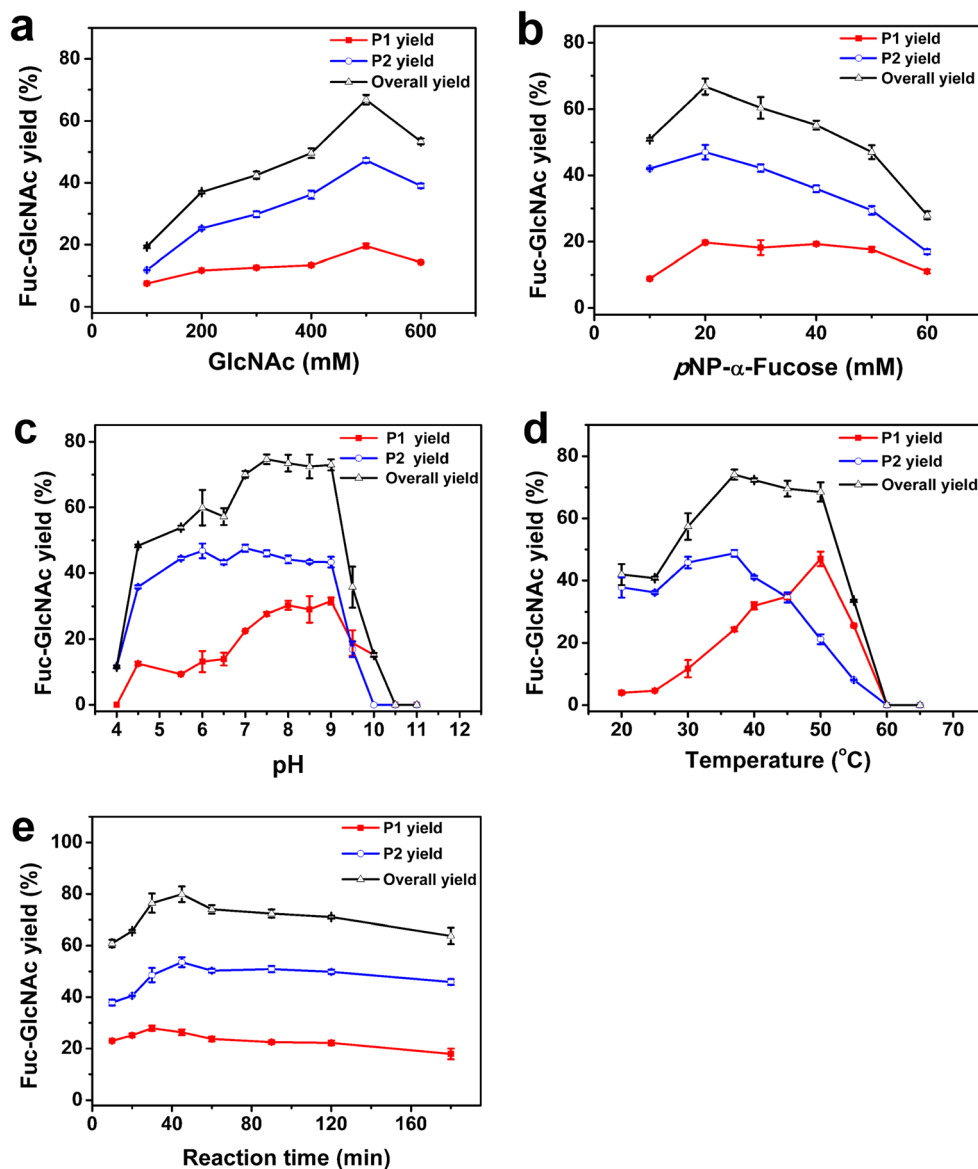 a
P1 yield
P2 yield
Overall yield
Fuc-GlcNAc yield (%)
80
60
40
20
0
0 200 400 600
GlcNAc (mM)
b
P1 yield
P2 yield
Overall yield
Fuc-GlcNAc yield (%)
80
60
40
20
0
0 20 40 60
pNP-α-Fucose (mM)
c
P1 yield
P2 yield
Overall yield
Fuc-GlcNAc yield (%)
80
60
40
20
0
4 5 6 7 8 9 10 11 12
pH
d
P1 yield
P2 yield
Overall yield
Fuc-GlcNAc yield (%)
80
60
40
20
0
20 30 40 50 60 70
Temperature (°C)
e
P1 yield
P2 yield
Overall yield
Fuc-GlcNAc yield (%)
100
80
60
40
20
0
0 40 80 120 160
Reaction time (min)